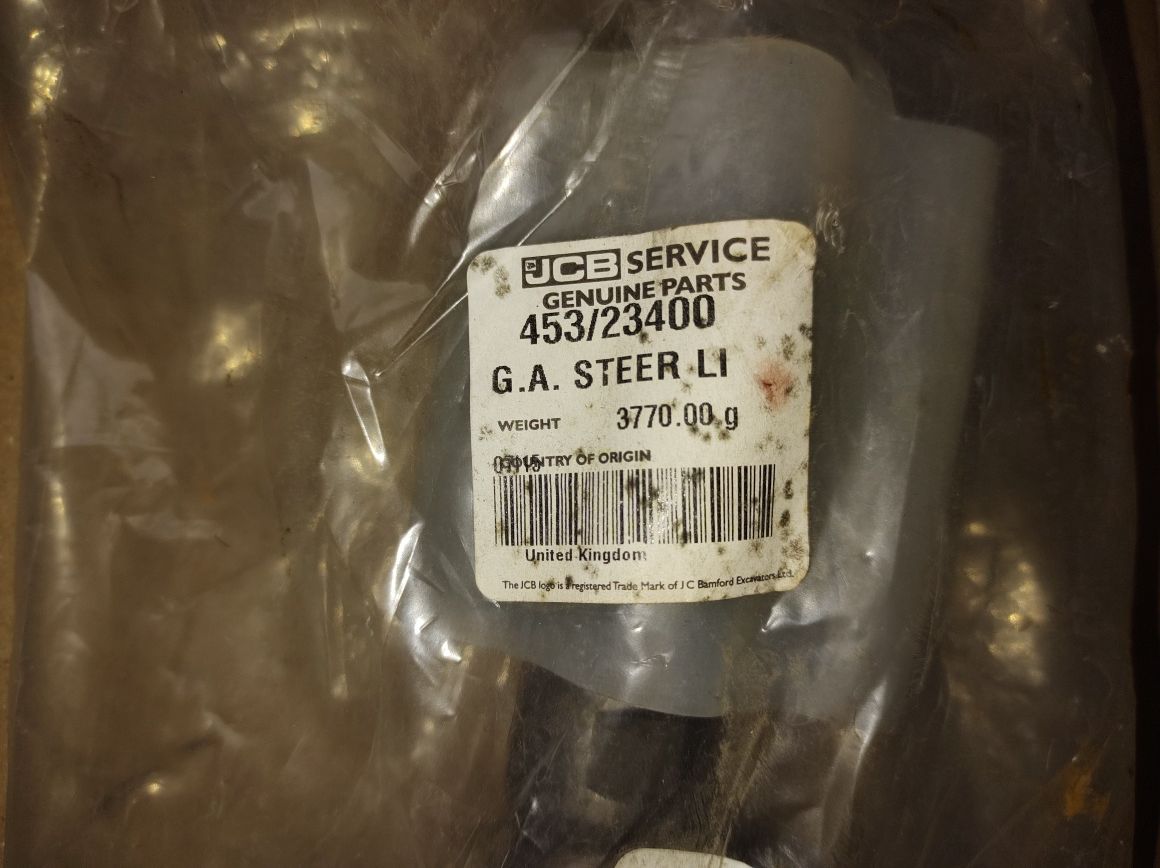 JCB SERVICE
GENUINE PARTS
453/23400
G.A. STEER LI
WEIGHT 3770.00 g
COUNTRY OF ORIGIN
United Kingdom
The JCB logo is a registered Trade Mark of J C Bamford Excavators Ltd.